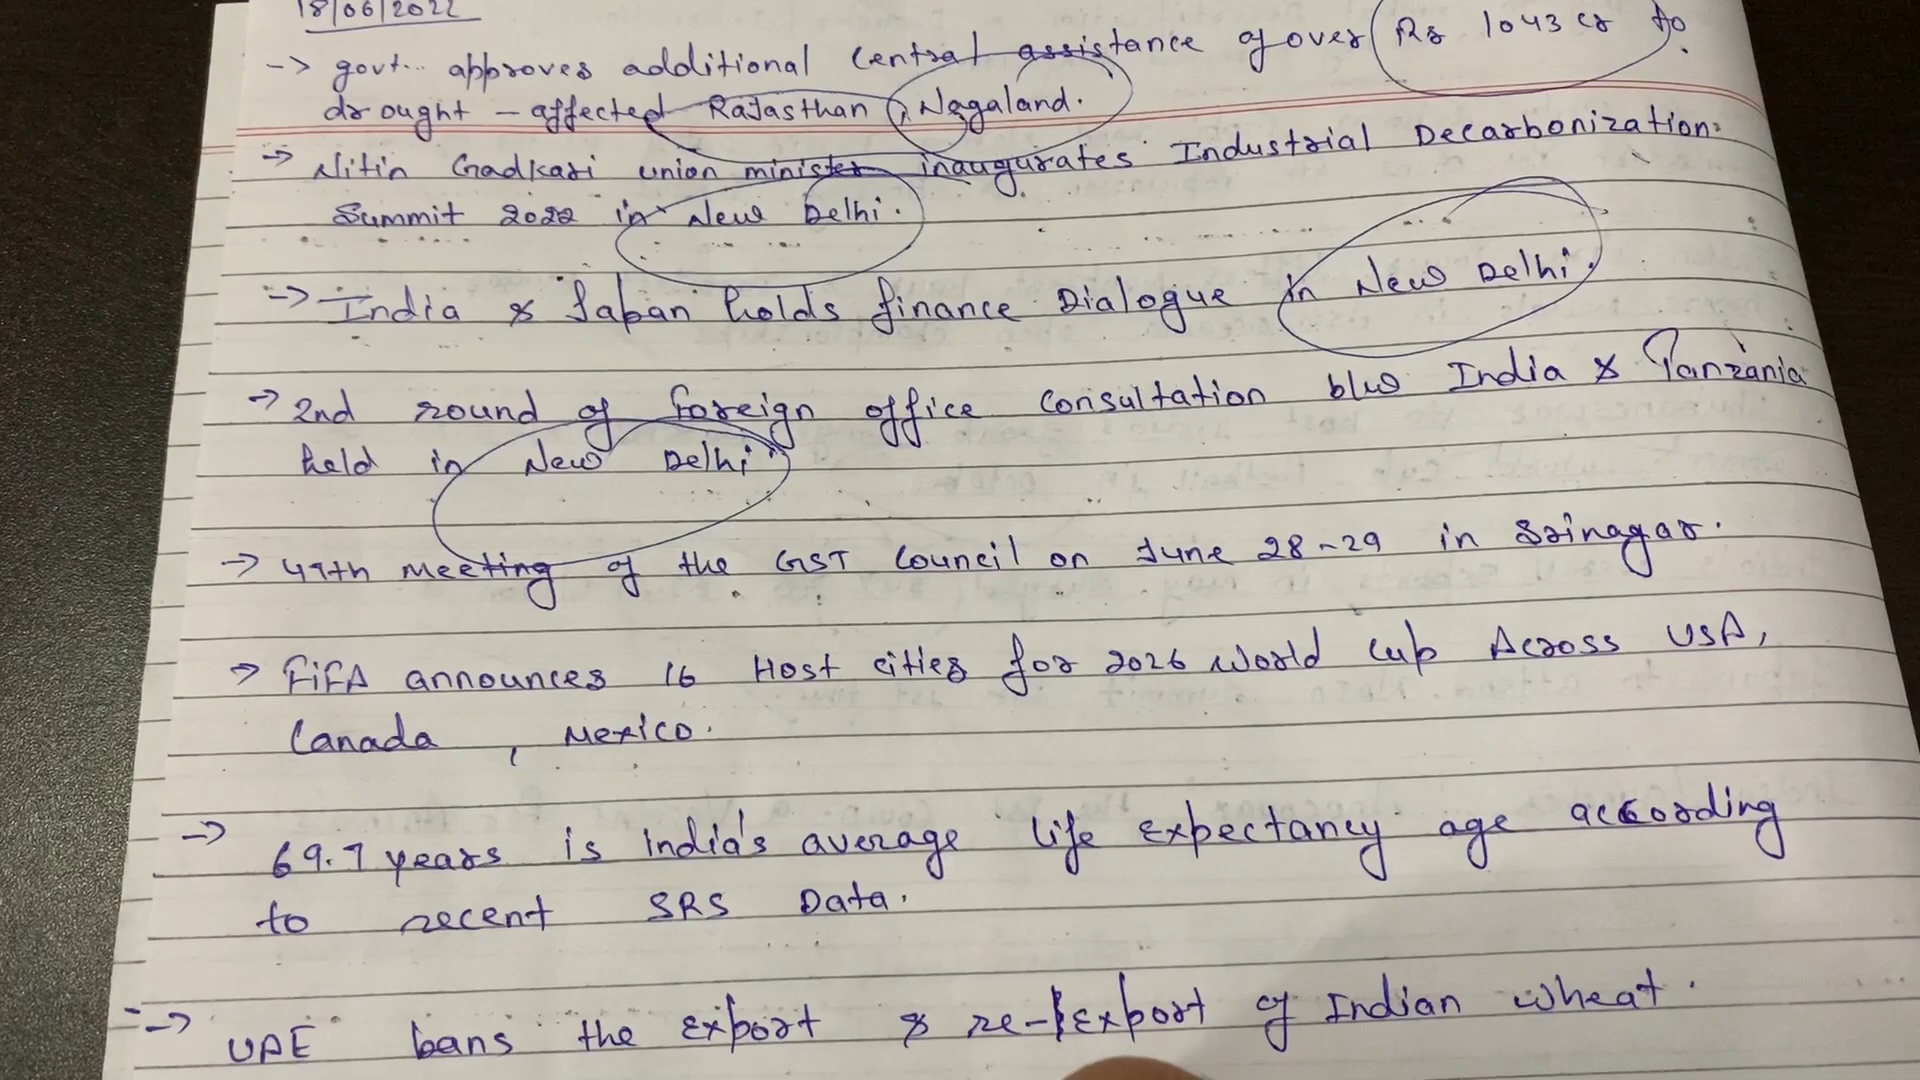 18/06/2022
-> govt. approves additional central assistance of over Rs 1043 cr to
drought - affected Rajasthan, Nagaland.
-> Nitin Gadkari union minister inaugurates Industrial Decarbonization
Summit 2022 in New Delhi.
-> India & Japan holds finance Dialogue in New Delhi.
-> 2nd round of foreign office consultation b/w India & Tanzania
held in New Delhi
-> 47th meeting of the GST Council on June 28-29 in Srinagar.
-> FIFA announces 16 Host cities for 2026 World Cup Across USA,
Canada, Mexico.
-> 69.7 years is India's average life expectancy age according
to recent SRS Data.
-> UAE bans the export & re-export of Indian wheat.